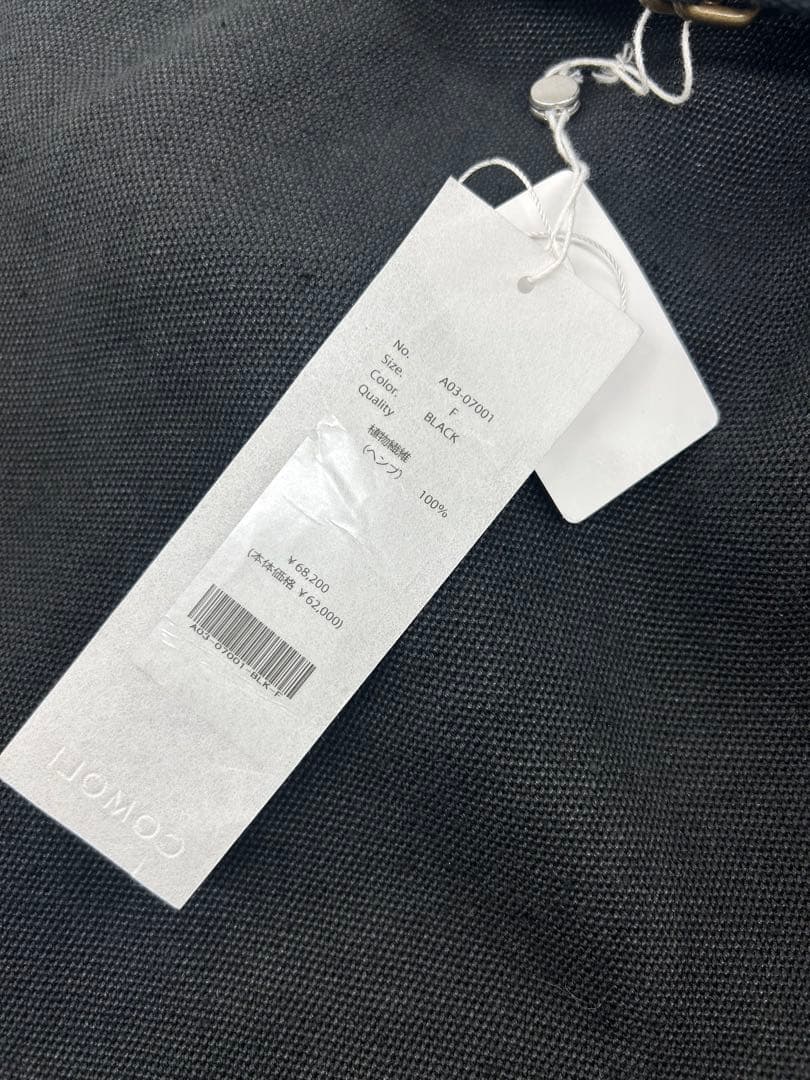 No. A03-07001
Size. F
Color. BLACK
Quality
植物繊維
(ヘンプ) 100%
¥68,200
(本体価格 ¥62,000)
A03-07001-BLK-F
COMOLI